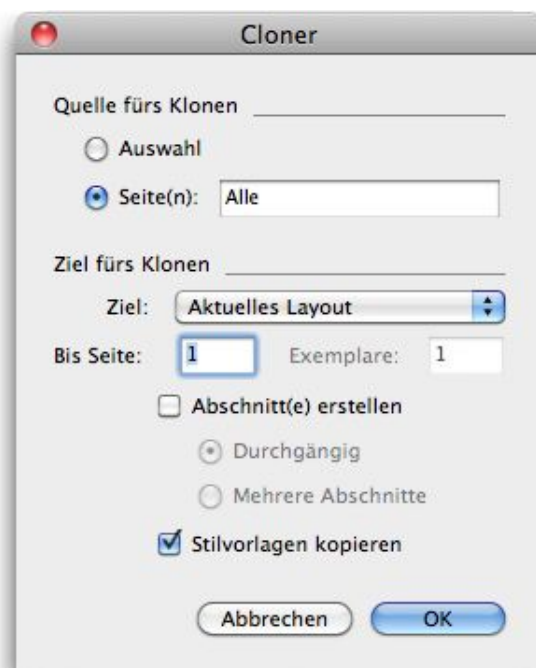 Cloner
Quelle fürs Klonen
Auswahl
Seite(n): Alle
Ziel fürs Klonen
Ziel: Aktuelles Layout
Bis Seite: 1 Exemplare: 1
Abschnitt(e) erstellen
Durchgängig
Mehrere Abschnitte
Stilvorlagen kopieren
Abbrechen OK